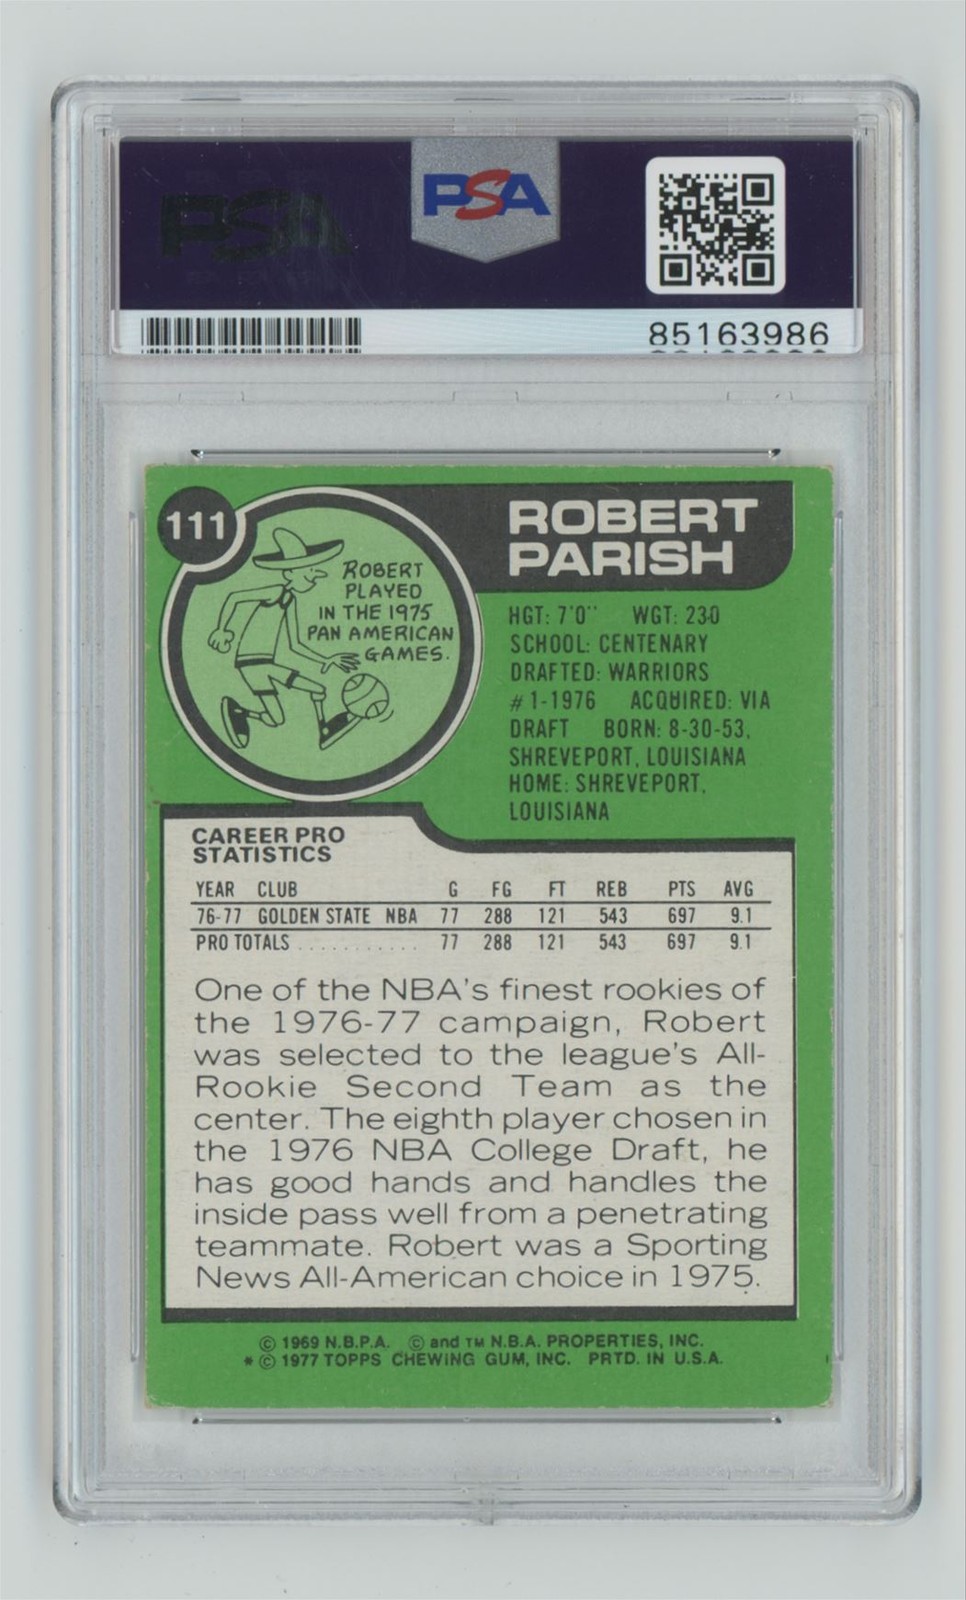 PSA
PSA
85163986
111
ROBERT
PARISH
ROBERT
PLAYED
IN THE 1975
PAN AMERICAN
GAMES.
HGT: 7'0'' WGT: 230
SCHOOL: CENTENARY
DRAFTED: WARRIORS
#1-1976 ACQUIRED: VIA
DRAFT BORN: 8-30-53,
SHREVEPORT, LOUISIANA
HOME: SHREVEPORT,
LOUISIANA
CAREER PRO
STATISTICS
YEAR CLUB G FG FT REB PTS AVG
76-77 GOLDEN STATE NBA 77 288 121 543 697 9.1
PRO TOTALS ............ 77 288 121 543 697 9.1
One of the NBA's finest rookies of
the 1976-77 campaign, Robert
was selected to the league's All-
Rookie Second Team as the
center. The eighth player chosen in
the 1976 NBA College Draft, he
has good hands and handles the
inside pass well from a penetrating
teammate. Robert was a Sporting
News All-American choice in 1975.
© 1969 N.B.P.A. © and TM N.B.A. PROPERTIES, INC.
* © 1977 TOPPS CHEWING GUM, INC. PRTD. IN U.S.A.